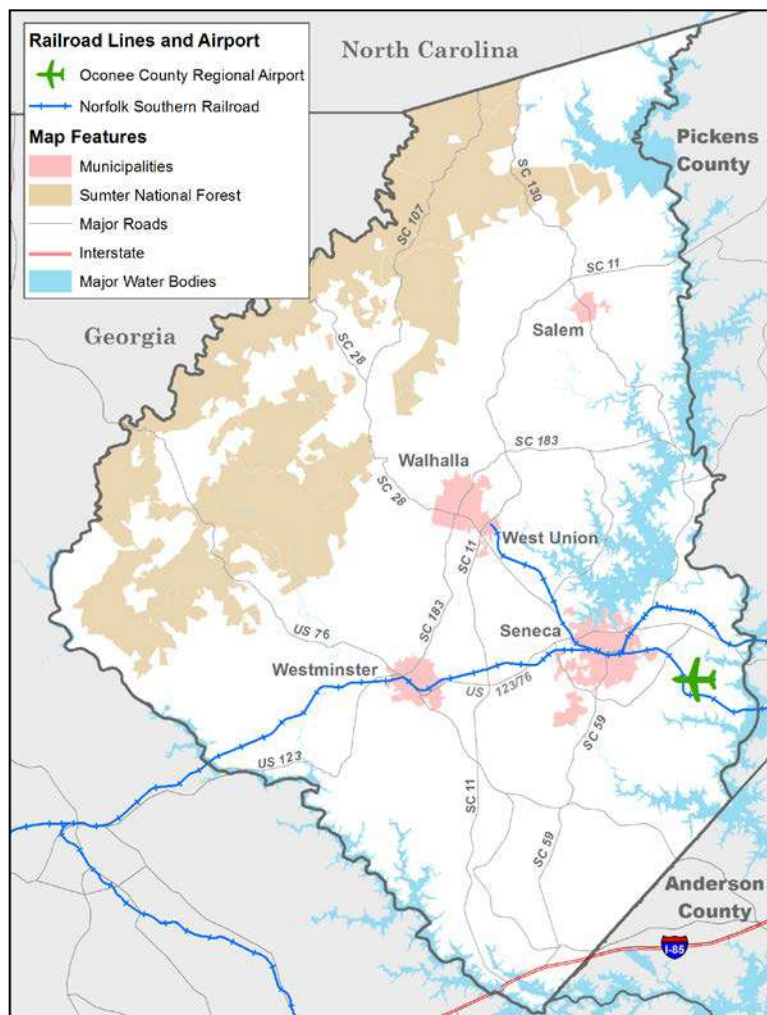 Railroad Lines and Airport
Oconee County Regional Airport
Norfolk Southern Railroad
Map Features
Municipalities
Sumter National Forest
Major Roads
Interstate
Major Water Bodies
North Carolina
Pickens
County
SC 130
SC 107
SC 11
Salem
Georgia
SC 28
SC 183
Walhalla
SC 28
West Union
SC 11
SC 183
US 76
Seneca
Westminster
US 123/76
SC 59
US 123
SC 11
SC 59
Anderson
County
I-85